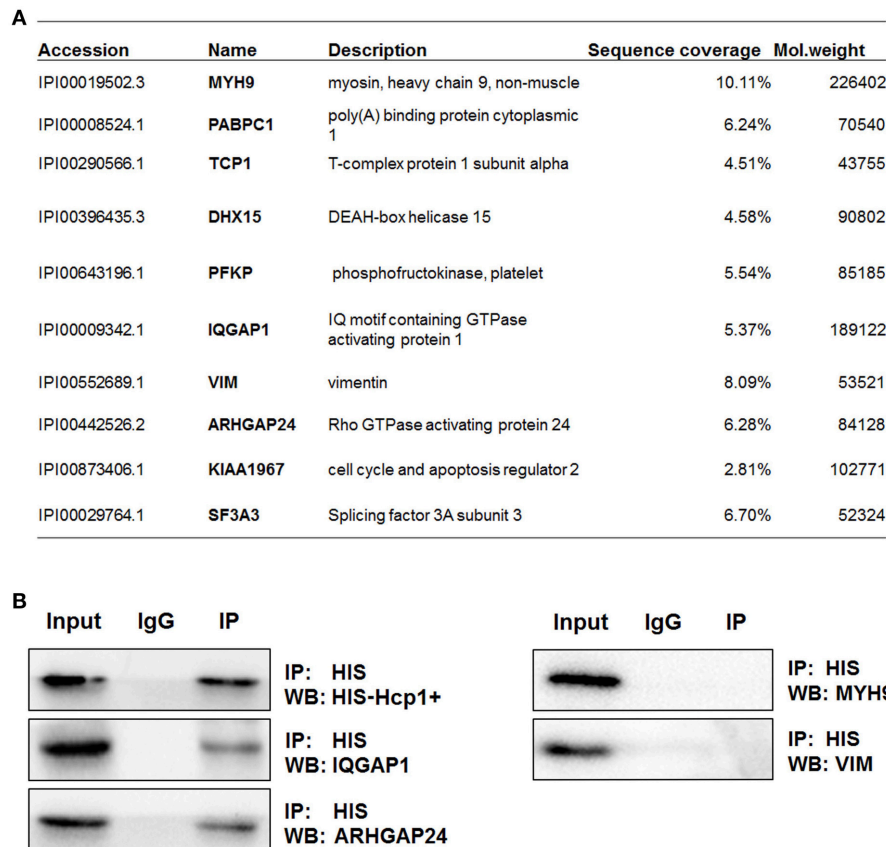 A
Accession Name Description Sequence coverage Mol.weight
IPI00019502.3 MYH9 myosin, heavy chain 9, non-muscle 10.11% 226402
IPI00008524.1 PABPC1 poly(A) binding protein cytoplasmic 1 6.24% 70540
IPI00290566.1 TCP1 T-complex protein 1 subunit alpha 4.51% 43755
IPI00396435.3 DHX15 DEAH-box helicase 15 4.58% 90802
IPI00643196.1 PFKP phosphofructokinase, platelet 5.54% 85185
IPI00009342.1 IQGAP1 IQ motif containing GTPase activating protein 1 5.37% 189122
IPI00552689.1 VIM vimentin 8.09% 53521
IPI00442526.2 ARHGAP24 Rho GTPase activating protein 24 6.28% 84128
IPI00873406.1 KIAA1967 cell cycle and apoptosis regulator 2 2.81% 102771
IPI00029764.1 SF3A3 Splicing factor 3A subunit 3 6.70% 52324
B
Input IgG IP
IP: HIS
WB: HIS-Hcp1+
IP: HIS
WB: IQGAP1
IP: HIS
WB: ARHGAP24
Input IgG IP
IP: HIS
WB: MYH9
IP: HIS
WB: VIM